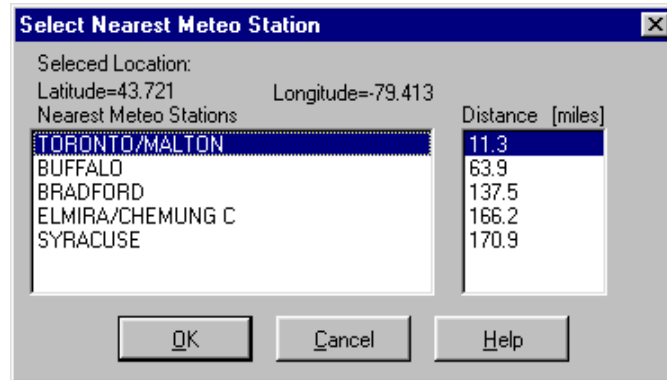 Select Nearest Meteo Station
Seleced Location:
Latitude=43.721 Longitude=-79.413
Nearest Meteo Stations Distance [miles]
TORONTO/MALTON 11.3
BUFFALO 63.9
BRADFORD 137.5
ELMIRA/CHEMUNG C 166.2
SYRACUSE 170.9
OK Cancel Help